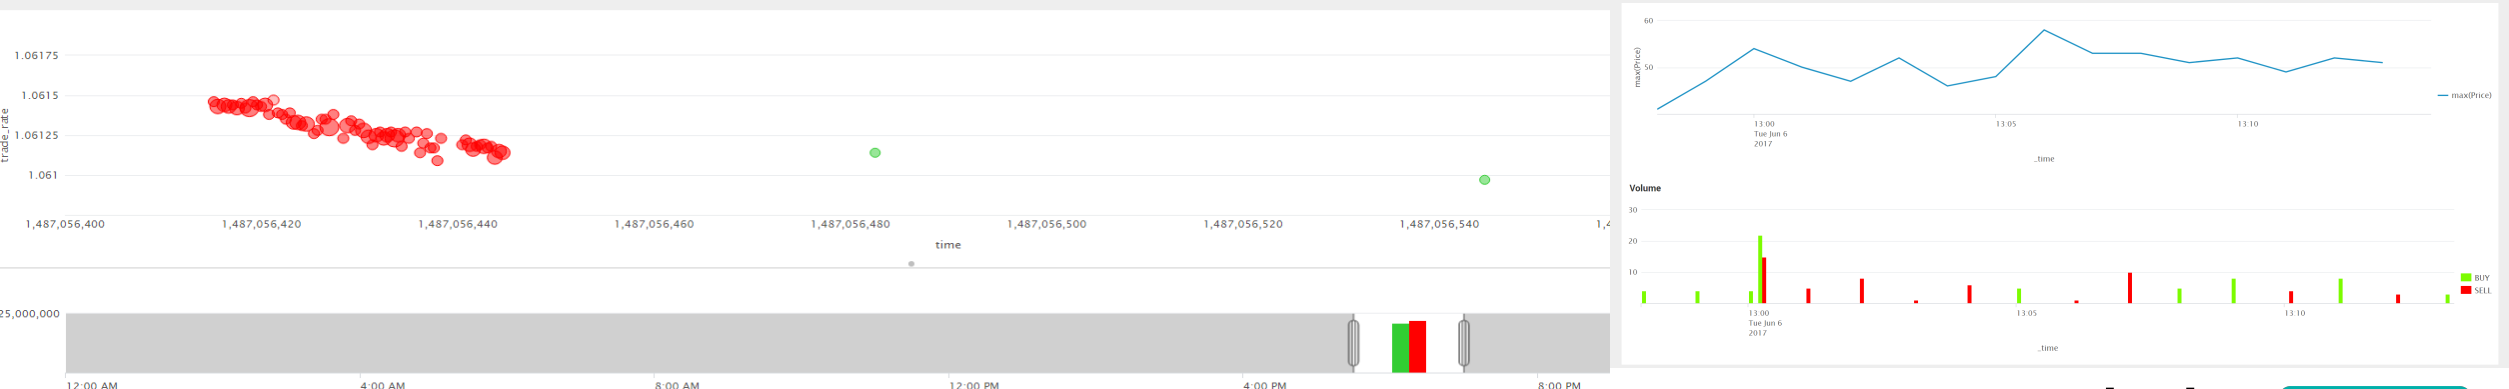 1.06175
1.0615
1.06125
1.061
trade_rate
1,487,056,400 1,487,056,420 1,487,056,440 1,487,056,460 1,487,056,480 1,487,056,500 1,487,056,520 1,487,056,540
time
25,000,000
12:00 AM 4:00 AM 8:00 AM 12:00 PM 4:00 PM 8:00 PM
60
50
max(Price)
max(Price)
13:00 13:05 13:10
Tue Jun 6
2017
_time
Volume
30
20
10
BUY
SELL
13:00 13:05 13:10
Tue Jun 6
2017
_time